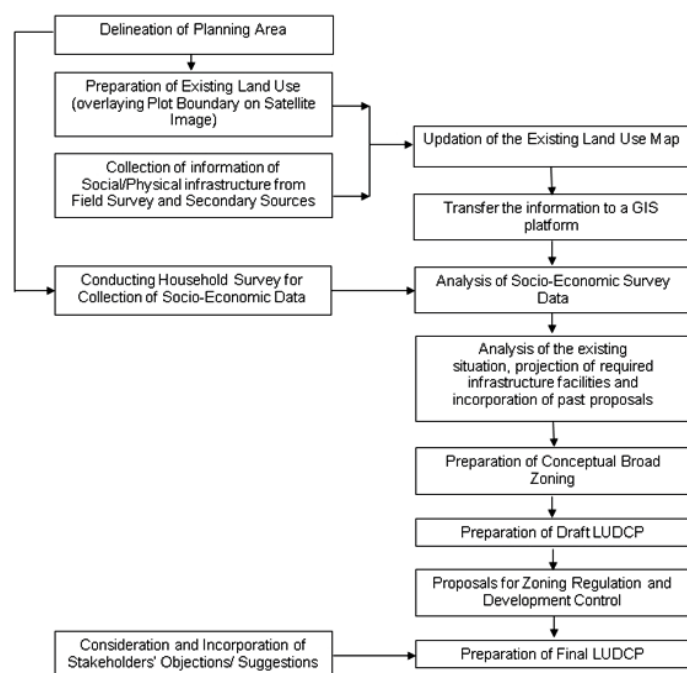 Delineation of Planning Area
Preparation of Existing Land Use
(overlaying Plot Boundary on Satellite
Image)
Updation of the Existing Land Use Map
Collection of information of
Social/Physical infrastructure from
Field Survey and Secondary Sources
Transfer the information to a GIS
platform
Conducting Household Survey for
Collection of Socio-Economic Data
Analysis of Socio-Economic Survey
Data
Analysis of the existing
situation, projection of required
infrastructure facilities and
incorporation of past proposals
Preparation of Conceptual Broad
Zoning
Preparation of Draft LUDCP
Proposals for Zoning Regulation and
Development Control
Consideration and Incorporation of
Stakeholders' Objections/ Suggestions
Preparation of Final LUDCP